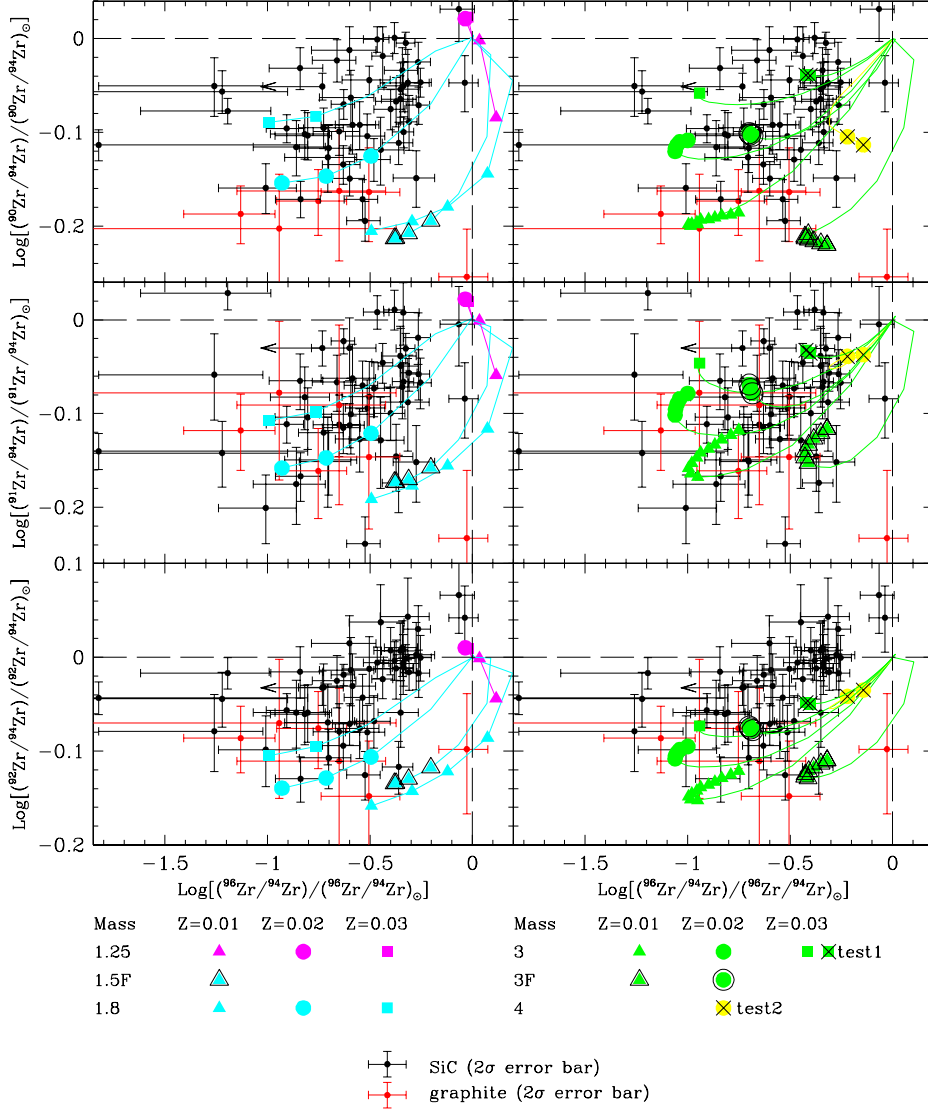 Log[(⁹⁰Zr/⁹⁴Zr)/(⁹⁰Zr/⁹⁴Zr)⊙]
0
−0.1
−0.2
Log[(⁹¹Zr/⁹⁴Zr)/(⁹¹Zr/⁹⁴Zr)⊙]
0
−0.1
−0.2
0.1
Log[(⁹²Zr/⁹⁴Zr)/(⁹²Zr/⁹⁴Zr)⊙]
0
−0.1
−0.2
−1.5 −1 −0.5 0 −1.5 −1 −0.5 0
Log[(⁹⁶Zr/⁹⁴Zr)/(⁹⁶Zr/⁹⁴Zr)⊙] Log[(⁹⁶Zr/⁹⁴Zr)/(⁹⁶Zr/⁹⁴Zr)⊙]
Mass Z=0.01 Z=0.02 Z=0.03
1.25
1.5F
1.8
Mass Z=0.01 Z=0.02 Z=0.03
3 test1
3F
4 test2
SiC (2σ error bar)
graphite (2σ error bar)